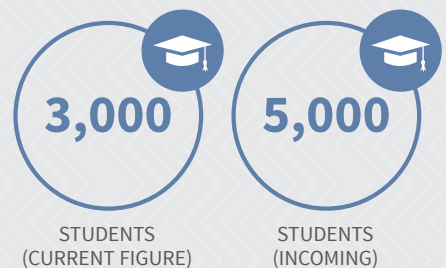 3,000
STUDENTS
(CURRENT FIGURE)
5,000
STUDENTS
(INCOMING)